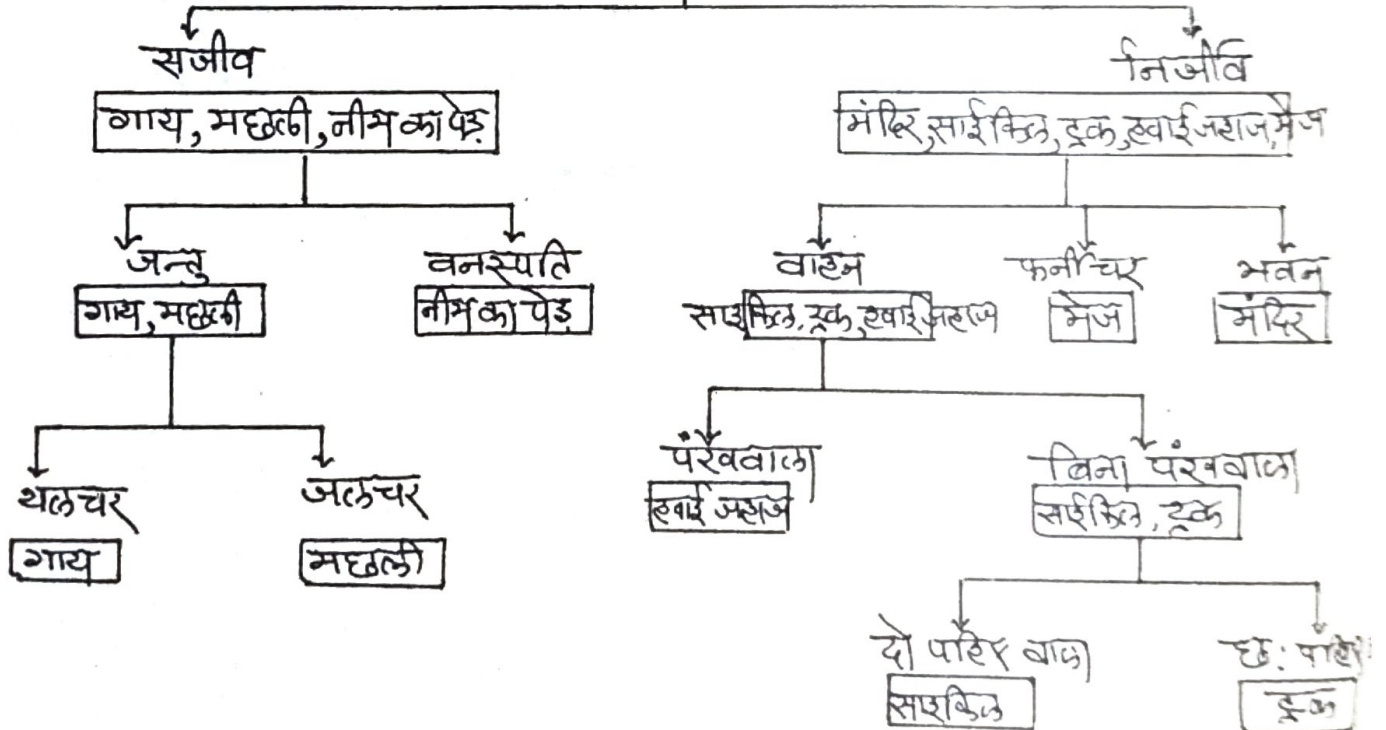 सजीव
निर्जीव
गाय, मछली, नीम का पेड़
मंदिर, साईकिल, ट्रक, हवाई जहाज, मेज
जन्तु
वनस्पति
वाहन
फर्नीचर
भवन
गाय, मछली
नीम का पेड़
साइकिल, ट्रक, हवाई जहाज
मेज
मंदिर
पंखवाला
बिना पंखवाला
हवाई जहाज
साईकिल, ट्रक
थलचर
जलचर
गाय
मछली
दो पहिए वाला
छः पहिए
साइकिल
ट्रक